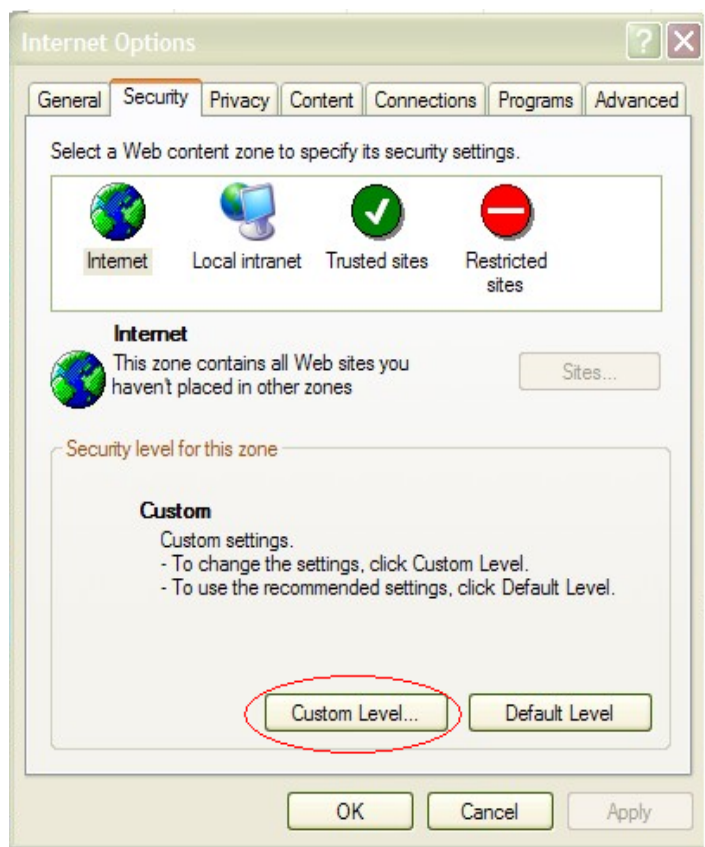 Internet Options
General Security Privacy Content Connections Programs Advanced
Select a Web content zone to specify its security settings.
Internet Local intranet Trusted sites Restricted
sites
Internet
This zone contains all Web sites you
haven't placed in other zones
Sites...
Security level for this zone
Custom
Custom settings.
- To change the settings, click Custom Level.
- To use the recommended settings, click Default Level.
Custom Level... Default Level
OK Cancel Apply